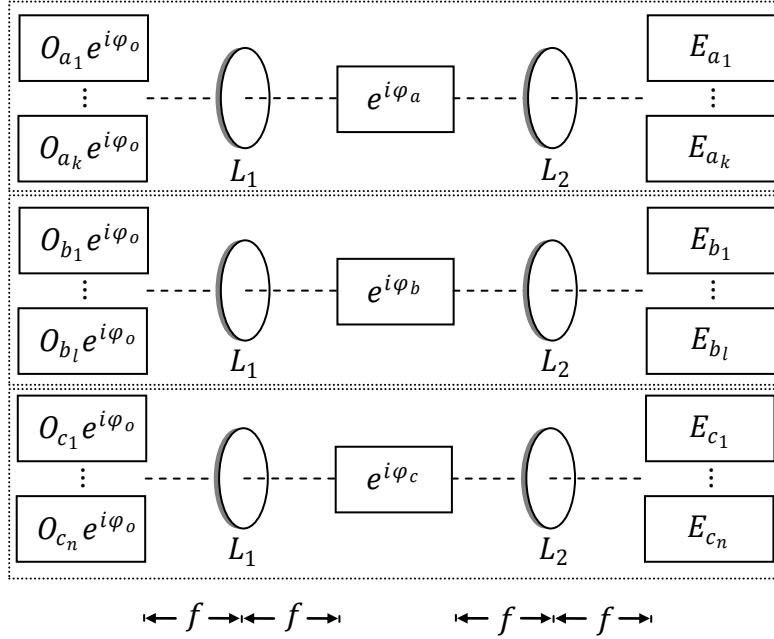 O_{a_1} e^{iφ_o} E_{a_1}
⋮ e^{iφ_a} ⋮
O_{a_k} e^{iφ_o} E_{a_k}
L_1 L_2
O_{b_1} e^{iφ_o} E_{b_1}
⋮ e^{iφ_b} ⋮
O_{b_l} e^{iφ_o} E_{b_l}
L_1 L_2
O_{c_1} e^{iφ_o} E_{c_1}
⋮ e^{iφ_c} ⋮
O_{c_n} e^{iφ_o} E_{c_n}
L_1 L_2
f f f f